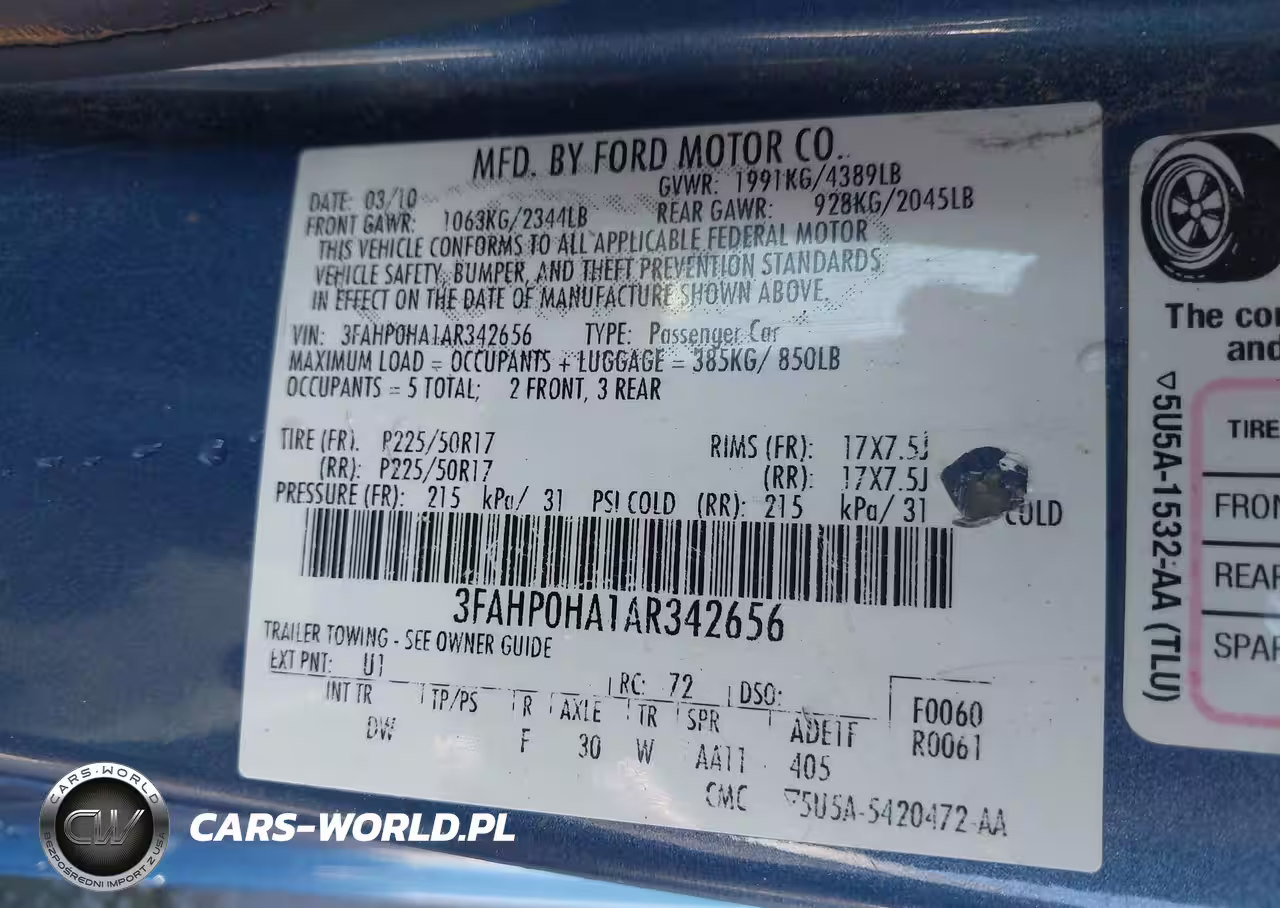 MFD. BY FORD MOTOR CO.
DATE: 03/10 GVWR: 1991KG/4389LB
FRONT GAWR: 1063KG/2344LB REAR GAWR: 928KG/2045LB
THIS VEHICLE CONFORMS TO ALL APPLICABLE FEDERAL MOTOR
VEHICLE SAFETY, BUMPER, AND THEFT PREVENTION STANDARDS
IN EFFECT ON THE DATE OF MANUFACTURE SHOWN ABOVE.
VIN: 3FAHP0HA1AR342656 TYPE: Passenger Car
MAXIMUM LOAD = OCCUPANTS + LUGGAGE = 385KG/ 850LB
OCCUPANTS = 5 TOTAL; 2 FRONT, 3 REAR
TIRE (FR). P225/50R17 RIMS (FR): 17X7.5J
(RR): P225/50R17 (RR): 17X7.5J
PRESSURE (FR): 215 kPa/ 31 PSI COLD (RR): 215 kPa/ 31 COLD
3FAHP0HA1AR342656
TRAILER TOWING - SEE OWNER GUIDE
EXT PNT: U1 RC: 72 DSO:
INT TR TP/PS R AXLE TR SPR ADE1F
DW F 30 W AA11 405
F0060
R0061
CMC ▽5U5A-5420472-AA
The co
and
▽5U5A-1532-AA (TLU)
TIRE
FRON
REAR
SPAR
CARS-WORLD
CW
BEZPOŚREDNI IMPORT Z USA
CARS-WORLD.PL